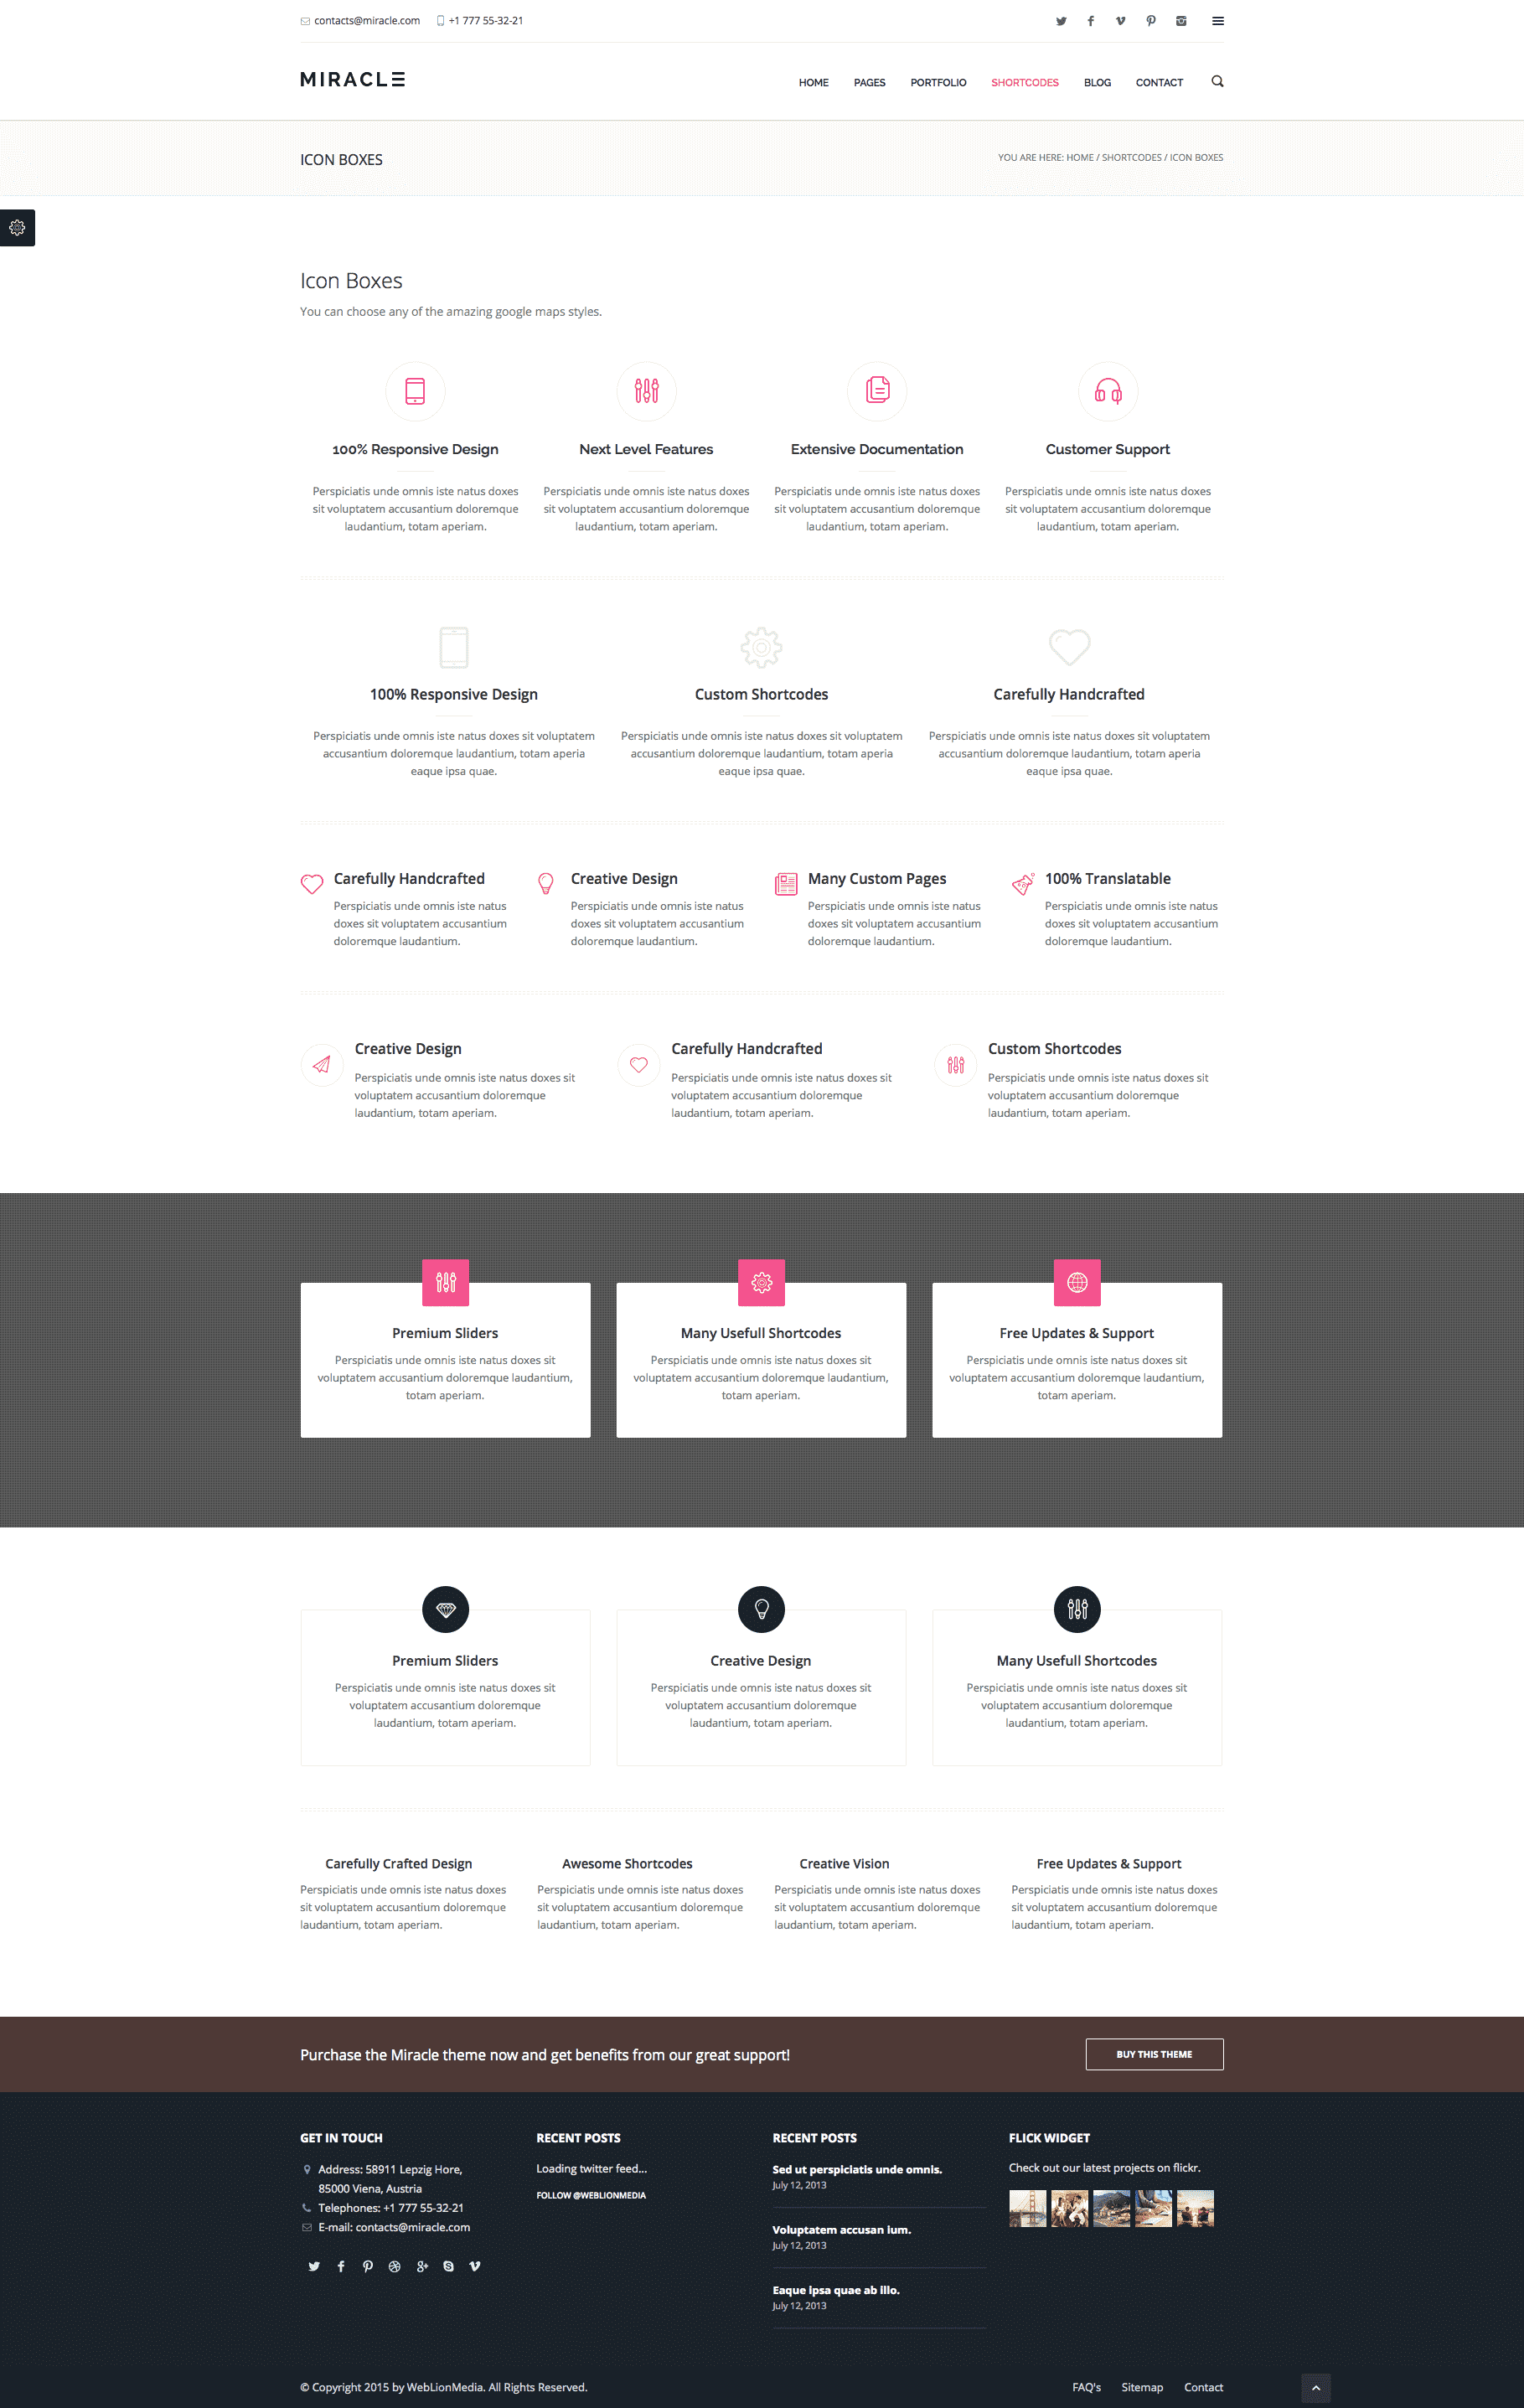 contacts@miracle.com +1 777 55-32-21
MIRACLE
HOME PAGES PORTFOLIO SHORTCODES BLOG CONTACT
ICON BOXES
YOU ARE HERE: HOME / SHORTCODES / ICON BOXES
Icon Boxes
You can choose any of the amazing google maps styles.
100% Responsive Design
Perspiciatis unde omnis iste natus doxes
sit voluptatem accusantium doloremque
laudantium, totam aperiam.
Next Level Features
Perspiciatis unde omnis iste natus doxes
sit voluptatem accusantium doloremque
laudantium, totam aperiam.
Extensive Documentation
Perspiciatis unde omnis iste natus doxes
sit voluptatem accusantium doloremque
laudantium, totam aperiam.
Customer Support
Perspiciatis unde omnis iste natus doxes
sit voluptatem accusantium doloremque
laudantium, totam aperiam.
100% Responsive Design
Perspiciatis unde omnis iste natus doxes sit voluptatem
accusantium doloremque laudantium, totam aperia
eaque ipsa quae.
Custom Shortcodes
Perspiciatis unde omnis iste natus doxes sit voluptatem
accusantium doloremque laudantium, totam aperia
eaque ipsa quae.
Carefully Handcrafted
Perspiciatis unde omnis iste natus doxes sit voluptatem
accusantium doloremque laudantium, totam aperia
eaque ipsa quae.
Carefully Handcrafted
Perspiciatis unde omnis iste natus
doxes sit voluptatem accusantium
doloremque laudantium.
Creative Design
Perspiciatis unde omnis iste natus
doxes sit voluptatem accusantium
doloremque laudantium.
Many Custom Pages
Perspiciatis unde omnis iste natus
doxes sit voluptatem accusantium
doloremque laudantium.
100% Translatable
Perspiciatis unde omnis iste natus
doxes sit voluptatem accusantium
doloremque laudantium.
Creative Design
Perspiciatis unde omnis iste natus doxes sit
voluptatem accusantium doloremque
laudantium, totam aperiam.
Carefully Handcrafted
Perspiciatis unde omnis iste natus doxes sit
voluptatem accusantium doloremque
laudantium, totam aperiam.
Custom Shortcodes
Perspiciatis unde omnis iste natus doxes sit
voluptatem accusantium doloremque
laudantium, totam aperiam.
Premium Sliders
Perspiciatis unde omnis iste natus doxes sit
voluptatem accusantium doloremque laudantium,
totam aperiam.
Many Usefull Shortcodes
Perspiciatis unde omnis iste natus doxes sit
voluptatem accusantium doloremque laudantium,
totam aperiam.
Free Updates & Support
Perspiciatis unde omnis iste natus doxes sit
voluptatem accusantium doloremque laudantium,
totam aperiam.
Premium Sliders
Perspiciatis unde omnis iste natus doxes sit
voluptatem accusantium doloremque
laudantium, totam aperiam.
Creative Design
Perspiciatis unde omnis iste natus doxes sit
voluptatem accusantium doloremque
laudantium, totam aperiam.
Many Usefull Shortcodes
Perspiciatis unde omnis iste natus doxes sit
voluptatem accusantium doloremque
laudantium, totam aperiam.
Carefully Crafted Design
Perspiciatis unde omnis iste natus doxes
sit voluptatem accusantium doloremque
laudantium, totam aperiam.
Awesome Shortcodes
Perspiciatis unde omnis iste natus doxes
sit voluptatem accusantium doloremque
laudantium, totam aperiam.
Creative Vision
Perspiciatis unde omnis iste natus doxes
sit voluptatem accusantium doloremque
laudantium, totam aperiam.
Free Updates & Support
Perspiciatis unde omnis iste natus doxes
sit voluptatem accusantium doloremque
laudantium, totam aperiam.
Purchase the Miracle theme now and get benefits from our great support!
BUY THIS THEME
GET IN TOUCH
Address: 58911 Lepzig Hore,
85000 Viena, Austria
Telephones: +1 777 55-32-21
E-mail: contacts@miracle.com
RECENT POSTS
Loading twitter feed...
FOLLOW @WEBLIONMEDIA
RECENT POSTS
Sed ut perspiciatis unde omnis.
July 12, 2013
Voluptatem accusan ium.
July 12, 2013
Eaque ipsa quae ab illo.
July 12, 2013
FLICK WIDGET
Check out our latest projects on flickr.
© Copyright 2015 by WebLionMedia. All Rights Reserved.
FAQ's Sitemap Contact